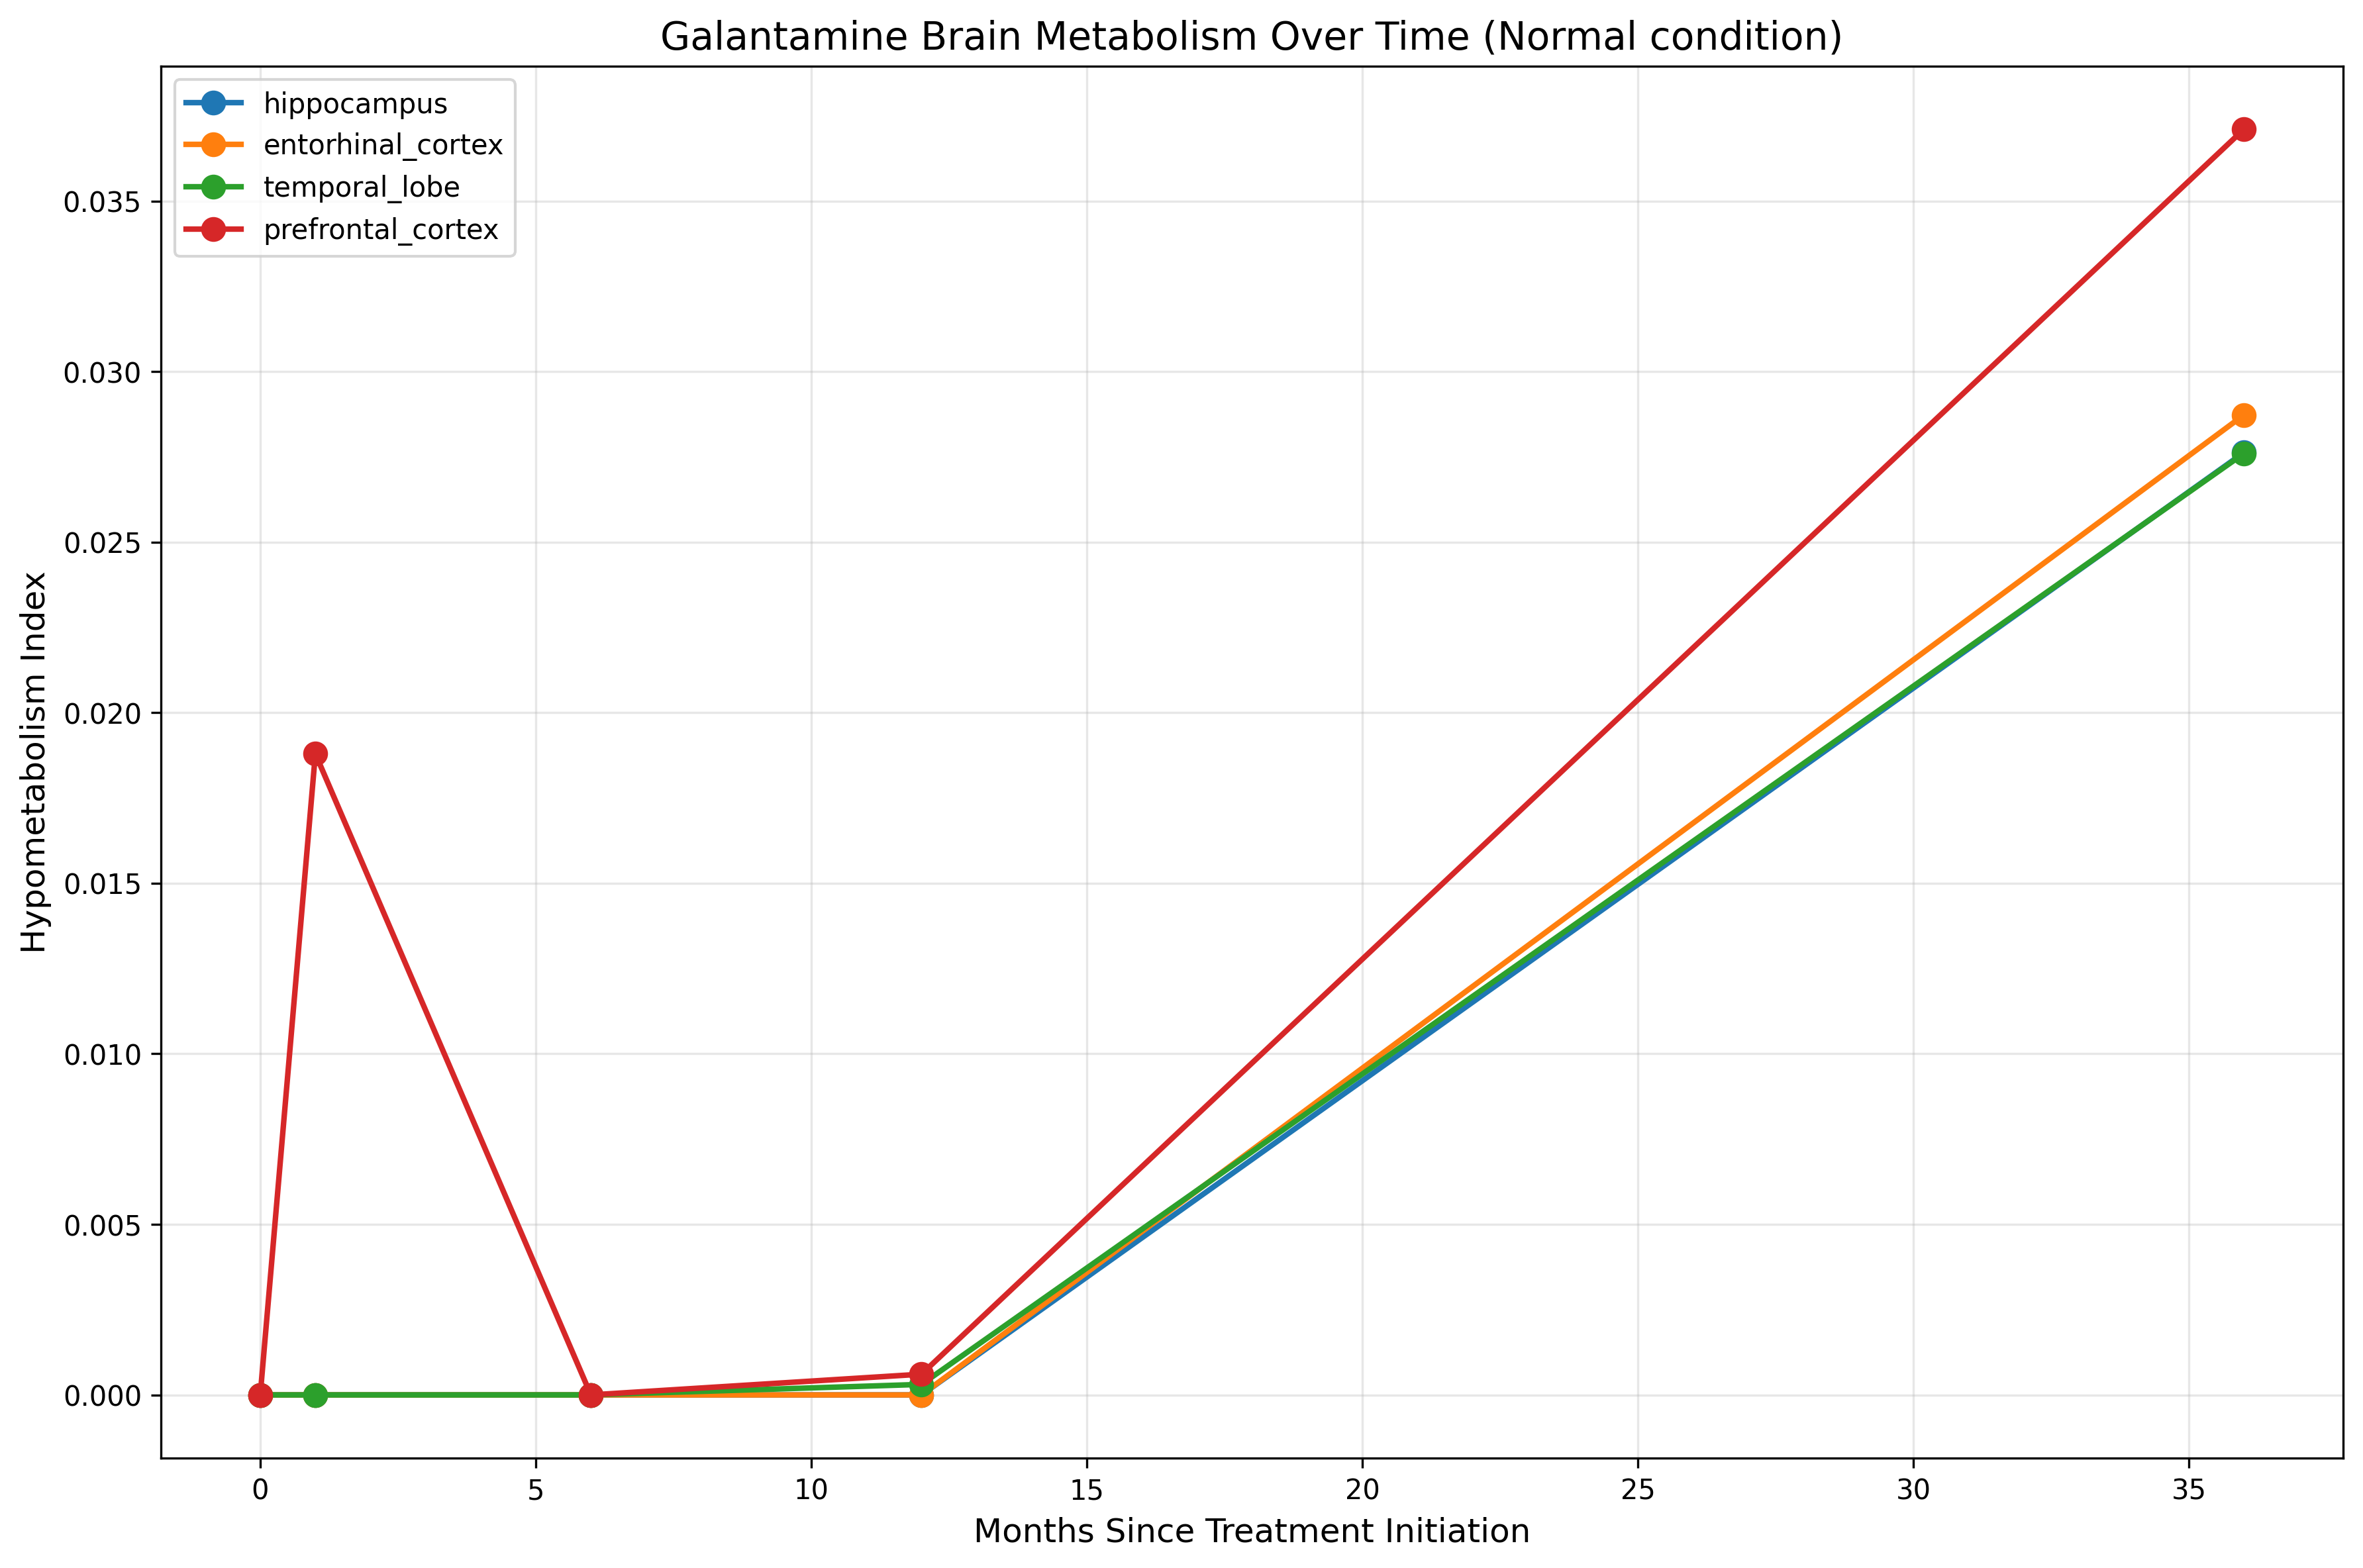 Galantamine Brain Metabolism Over Time (Normal condition)
hippocampus
entorhinal_cortex
temporal_lobe
prefrontal_cortex
Hypometabolism Index
0.035
0.030
0.025
0.020
0.015
0.010
0.005
0.000
0 5 10 15 20 25 30 35
Months Since Treatment Initiation